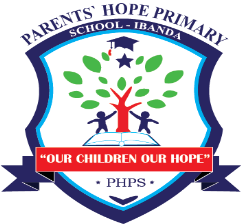 PARENTS` HOPE PRIMARY
SCHOOL - IBANDA
"OUR CHILDREN OUR HOPE"
· PHPS ·